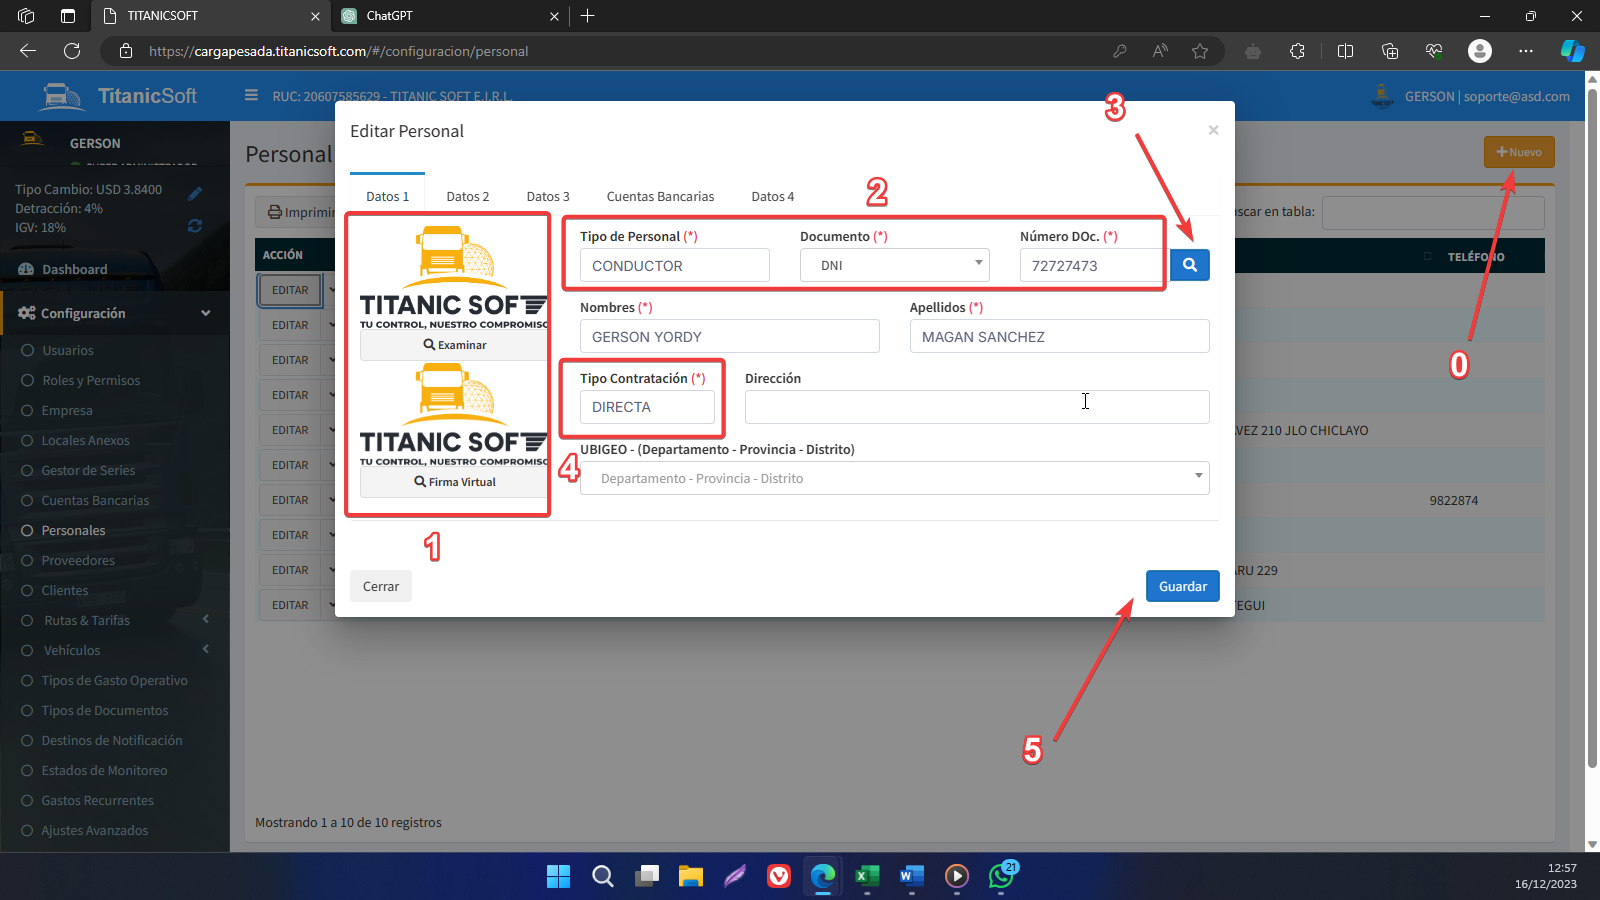 TITANICSOFT
ChatGPT
https://cargapesada.titanicsoft.com/#/configuracion/personal
TitanicSoft
RUC: 20607585629 - TITANIC SOFT E.I.R.L.
GERSON | soporte@asd.com
GERSON
SUPER ADMINISTRADOR
Tipo Cambio: USD 3.8400
Detracción: 4%
IGV: 18%
Dashboard
Configuración
Usuarios
Roles y Permisos
Empresa
Locales Anexos
Gestor de Series
Cuentas Bancarias
Personales
Proveedores
Clientes
Rutas & Tarifas
Vehículos
Tipos de Gasto Operativo
Tipos de Documentos
Destinos de Notificación
Estados de Monitoreo
Gastos Recurrentes
Ajustes Avanzados
Personal
Nuevo
Imprimir
uscar en tabla:
ACCIÓN
TELÉFONO
EDITAR
EDITAR
EDITAR
EDITAR
EDITAR
EDITAR
EDITAR
EDITAR
EDITAR
EDITAR
AVEZ 210 JLO CHICLAYO
9822874
ARU 229
TEGUI
Mostrando 1 a 10 de 10 registros
Editar Personal
×
Datos 1
Datos 2
Datos 3
Cuentas Bancarias
Datos 4
TITANIC SOFT
TU CONTROL, NUESTRO COMPROMISO
Examinar
TITANIC SOFT
TU CONTROL, NUESTRO COMPROMISO
Firma Virtual
Tipo de Personal (*)
Documento (*)
Número DOc. (*)
CONDUCTOR
DNI
72727473
Nombres (*)
Apellidos (*)
GERSON YORDY
MAGAN SANCHEZ
Tipo Contratación (*)
Dirección
DIRECTA
UBIGEO - (Departamento - Provincia - Distrito)
Departamento - Provincia - Distrito
Cerrar
Guardar
0
1
2
3
4
5
21
12:57
16/12/2023